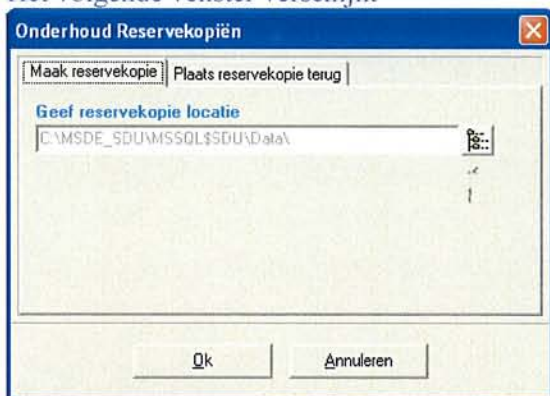 Het volgende venster verschijnt
Onderhoud Reservekopiën
Maak reservekopie Plaats reservekopie terug
Geef reservekopie locatie
C:\MSDE_SDU\MSSQL$SDU\Data\
Ok Annuleren